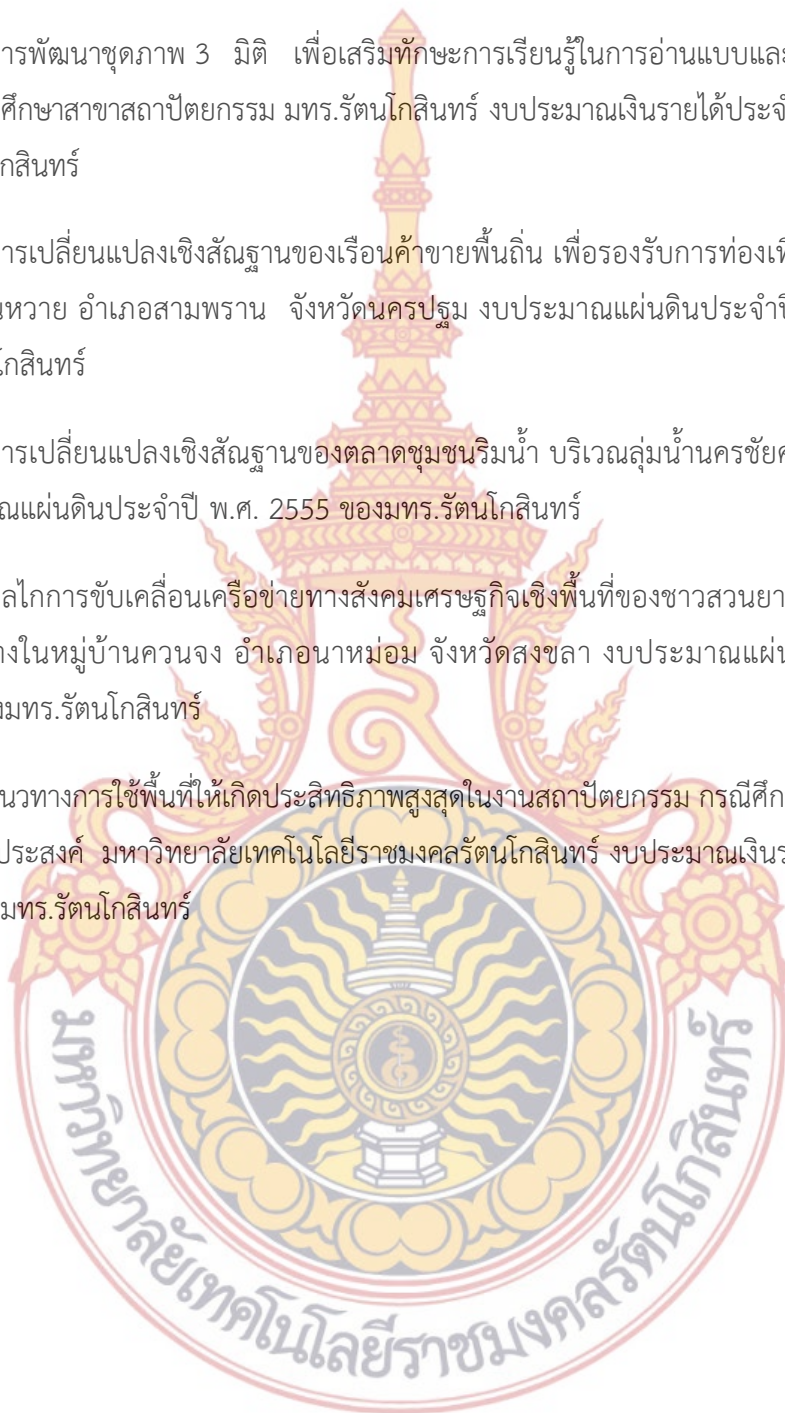 ารพัฒนาชุดภาพ 3 มิติ เพื่อเสริมทักษะการเรียนรู้ในการอ่านแบบและ
ศึกษาสาขาสถาปัตยกรรม มทร.รัตนโกสินทร์ งบประมาณเงินรายได้ประจำ
กสินทร์
ารเปลี่ยนแปลงเชิงสัณฐานของเรือนค้าขายพื้นถิ่น เพื่อรองรับการท่องเที
นหวาย อำเภอสามพราน จังหวัดนครปฐม งบประมาณแผ่นดินประจำปี
โกสินทร์
ารเปลี่ยนแปลงเชิงสัณฐานของตลาดชุมชนริมน้ำ บริเวณลุ่มน้ำนครชัยศ
ณแผ่นดินประจำปี พ.ศ. 2555 ของมทร.รัตนโกสินทร์
ลไกการขับเคลื่อนเครือข่ายทางสังคมเศรษฐกิจเชิงพื้นที่ของชาวสวนยา
างในหมู่บ้านควนจง อำเภอนาหม่อม จังหวัดสงขลา งบประมาณแผ่น
งมทร.รัตนโกสินทร์
นวทางการใช้พื้นที่ให้เกิดประสิทธิภาพสูงสุดในงานสถาปัตยกรรม กรณีศึก
ประสงค์ มหาวิทยาลัยเทคโนโลยีราชมงคลรัตนโกสินทร์ งบประมาณเงินร
มทร.รัตนโกสินทร์
มหาวิทยาลัยเทคโนโลยีราชมงคลรัตนโกสินทร์